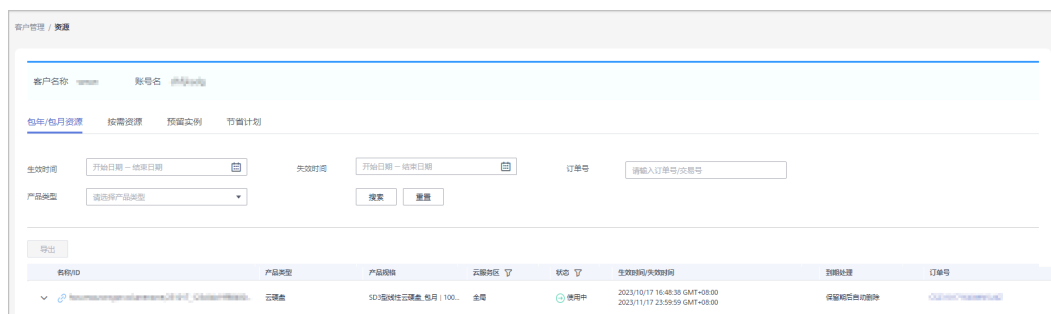 客户管理 / 资源
客户名称 账号名
包年/包月资源 按需资源 预留实例 节省计划
生效时间 开始日期 – 结束日期 失效时间 开始日期 – 结束日期 订单号 请输入订单号/交易号
产品类型 请选择产品类型 搜索 重置
导出
名称/ID 产品类型 产品规格 云服务区 状态 生效时间/失效时间 到期处理 订单号
云硬盘 SD3型线性云硬盘_包月 | 100... 全局 使用中 2023/10/17 16:48:38 GMT+08:00 保留期后自动删除
2023/11/17 23:59:59 GMT+08:00